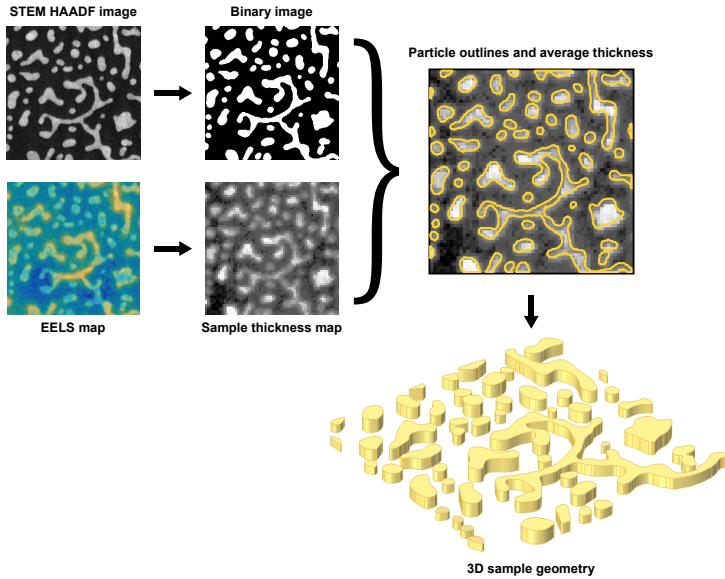 STEM HAADF image
Binary image
Particle outlines and average thickness
EELS map
Sample thickness map
3D sample geometry